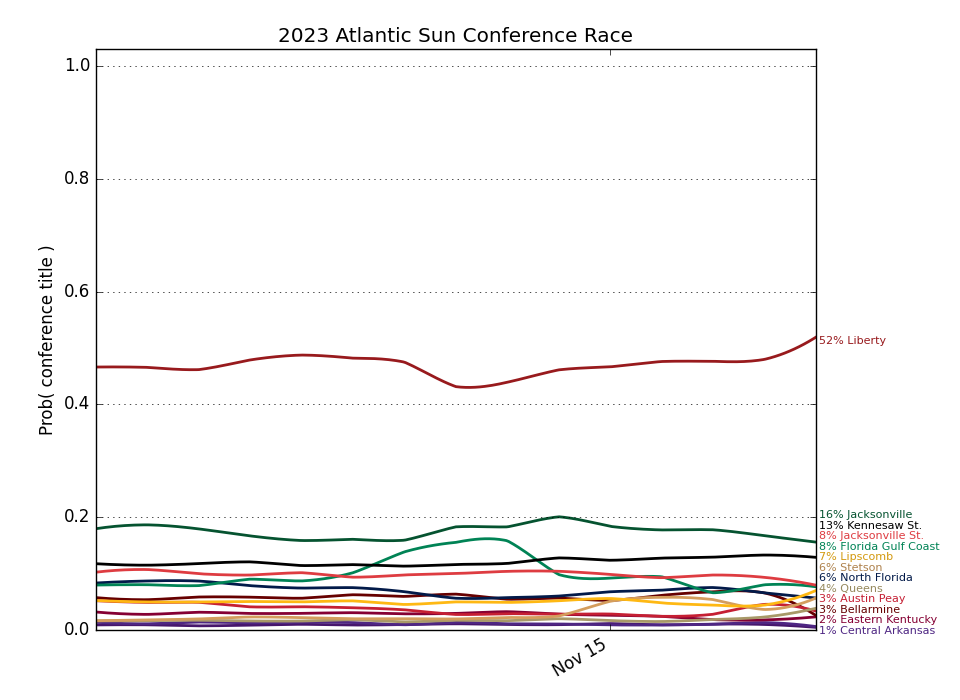 2023 Atlantic Sun Conference Race
Prob( conference title )
1.0
0.8
0.6
0.4
0.2
0.0
Nov 15
52% Liberty
16% Jacksonville
13% Kennesaw St.
8% Jacksonville St.
8% Florida Gulf Coast
7% Lipscomb
6% Stetson
6% North Florida
4% Queens
3% Austin Peay
3% Bellarmine
2% Eastern Kentucky
1% Central Arkansas